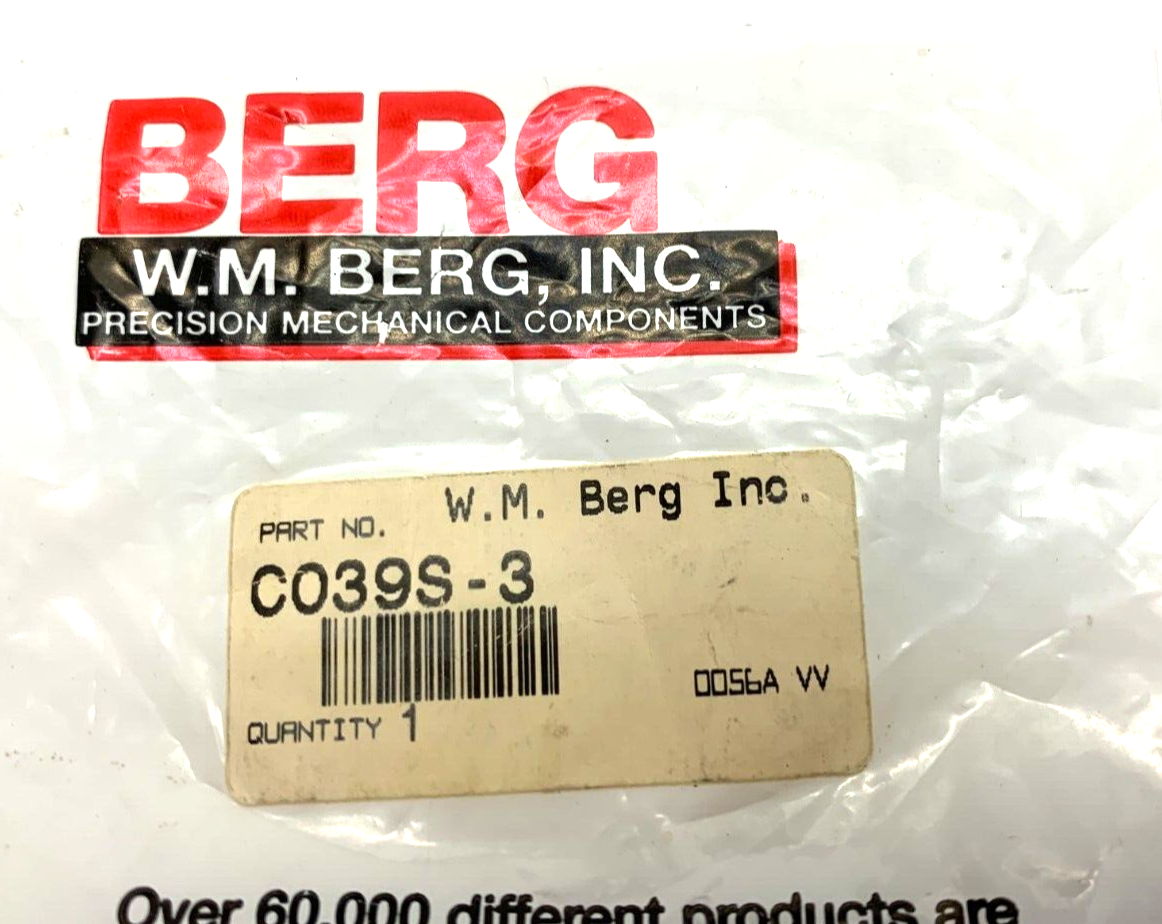 BERG
W.M. BERG, INC.
PRECISION MECHANICAL COMPONENTS
W.M. Berg Inc.
PART NO.
CO39S-3
0056A VV
QUANTITY 1
Over 60,000 different products are